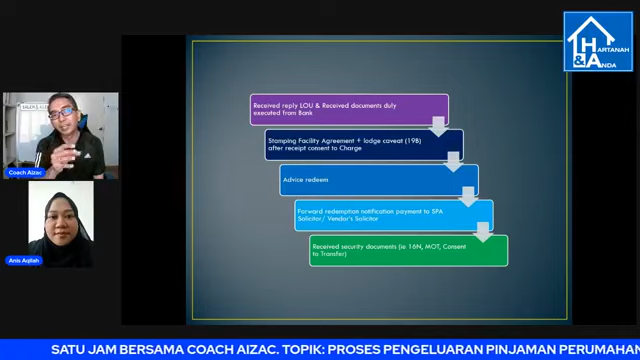 HARTANAH
&ANDA
Received reply LOU & Received documents duly
executed from Bank
Stamping Facility Agreement + lodge caveat (19B)
after receipt consent to Charge
Advice redeem
Forward redemption notification payment to SPA
Solicitor/ Vendor's Solicitor
Received security documents (ie 16N, MOT, Consent
to Transfer)
Coach Aizac
Anis Aqilah
SATU JAM BERSAMA COACH AIZAC. TOPIK: PROSES PENGELUARAN PINJAMAN PERUMAHAN